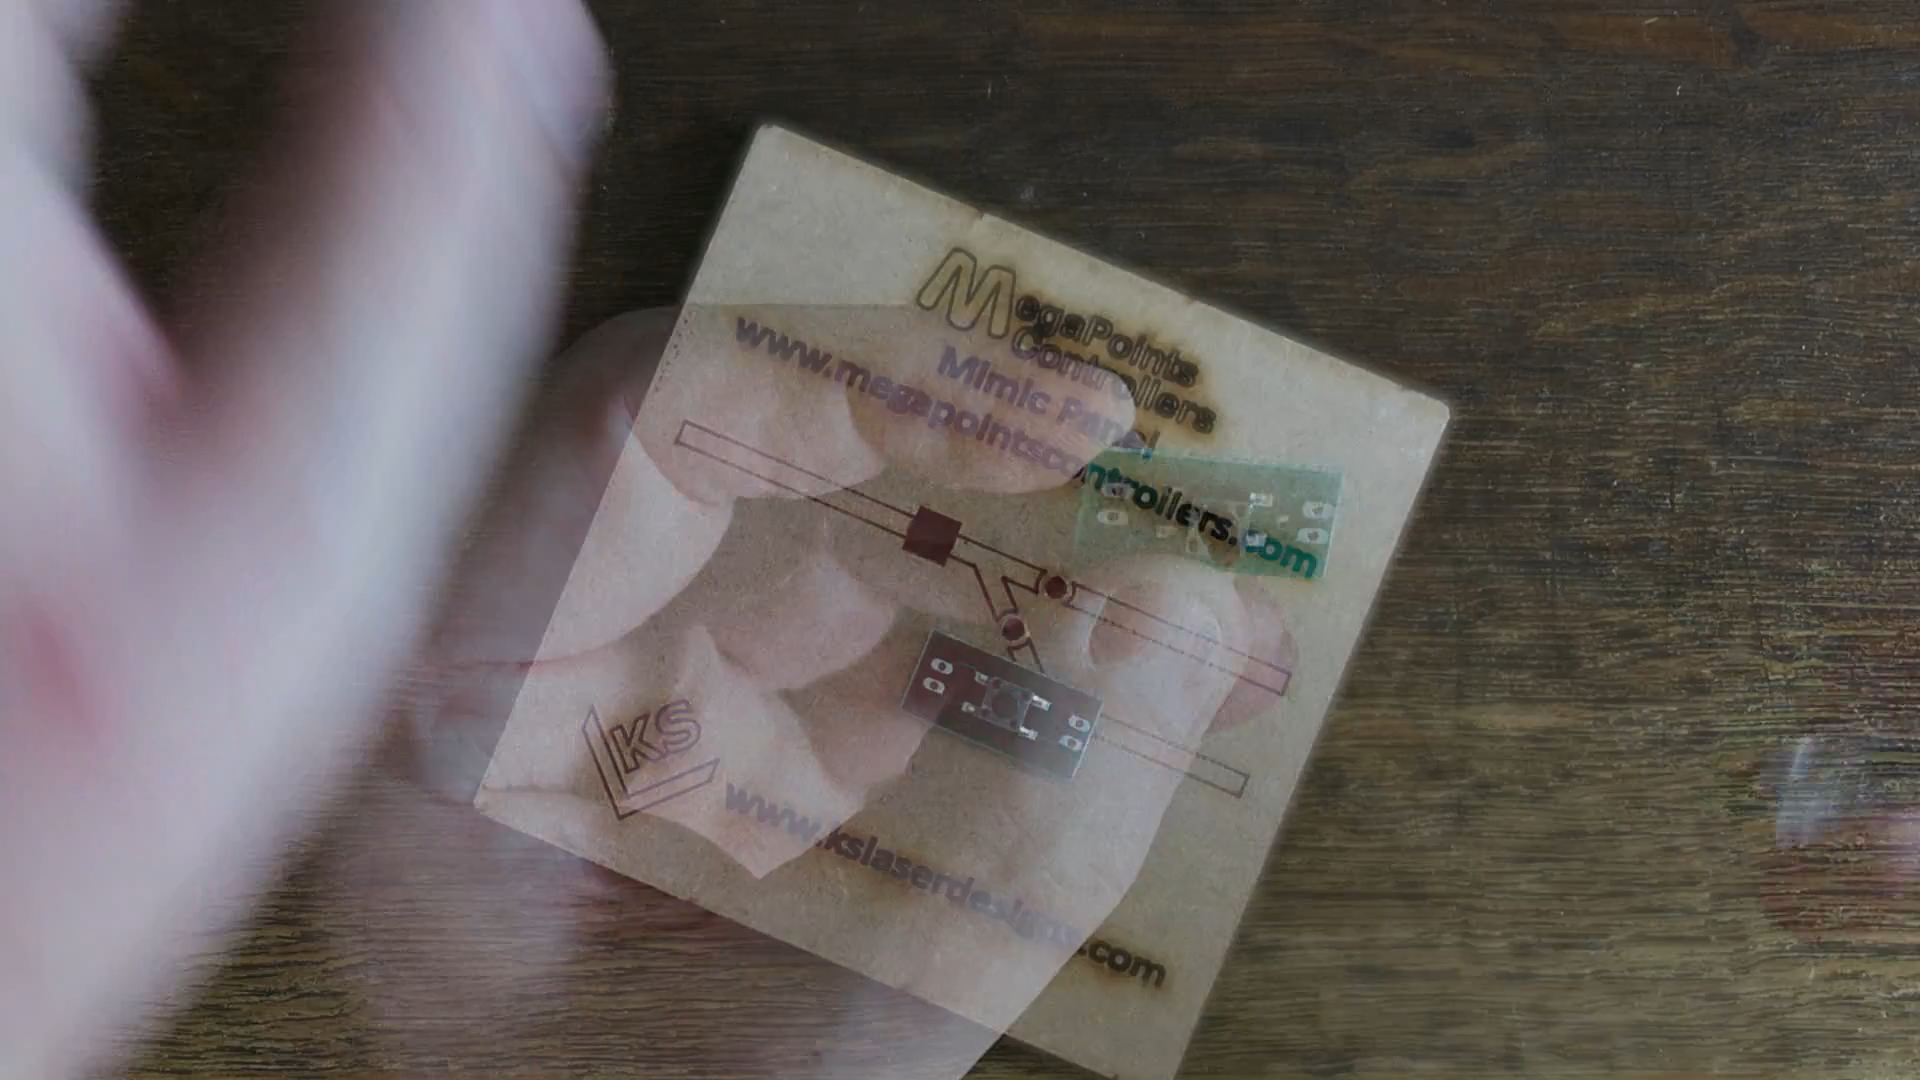 MegaPoints
Controllers
Mimic Panel
www.megapointscontrollers.com
KS
www.kslaserdesigns.com